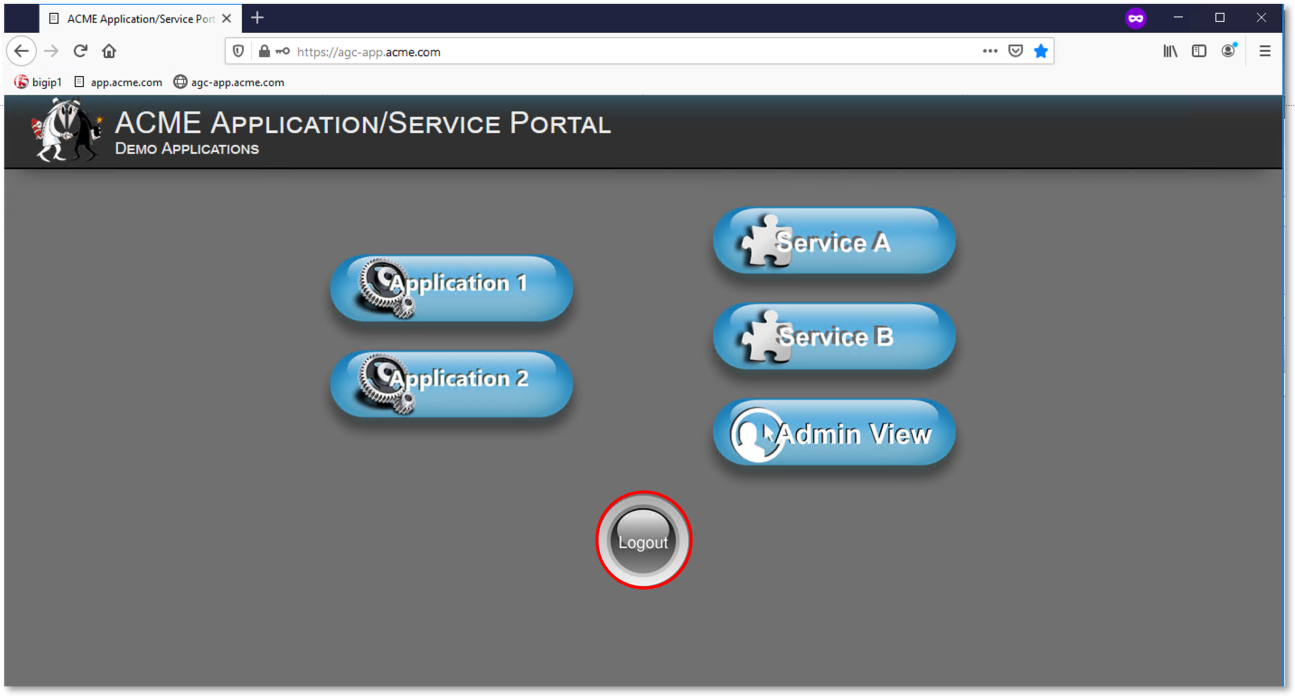 ACME Application/Service Port
https://agc-app.acme.com
bigip1 app.acme.com agc-app.acme.com
ACME Application/Service Portal
Demo Applications
Service A
Application 1
Service B
Application 2
Admin View
Logout